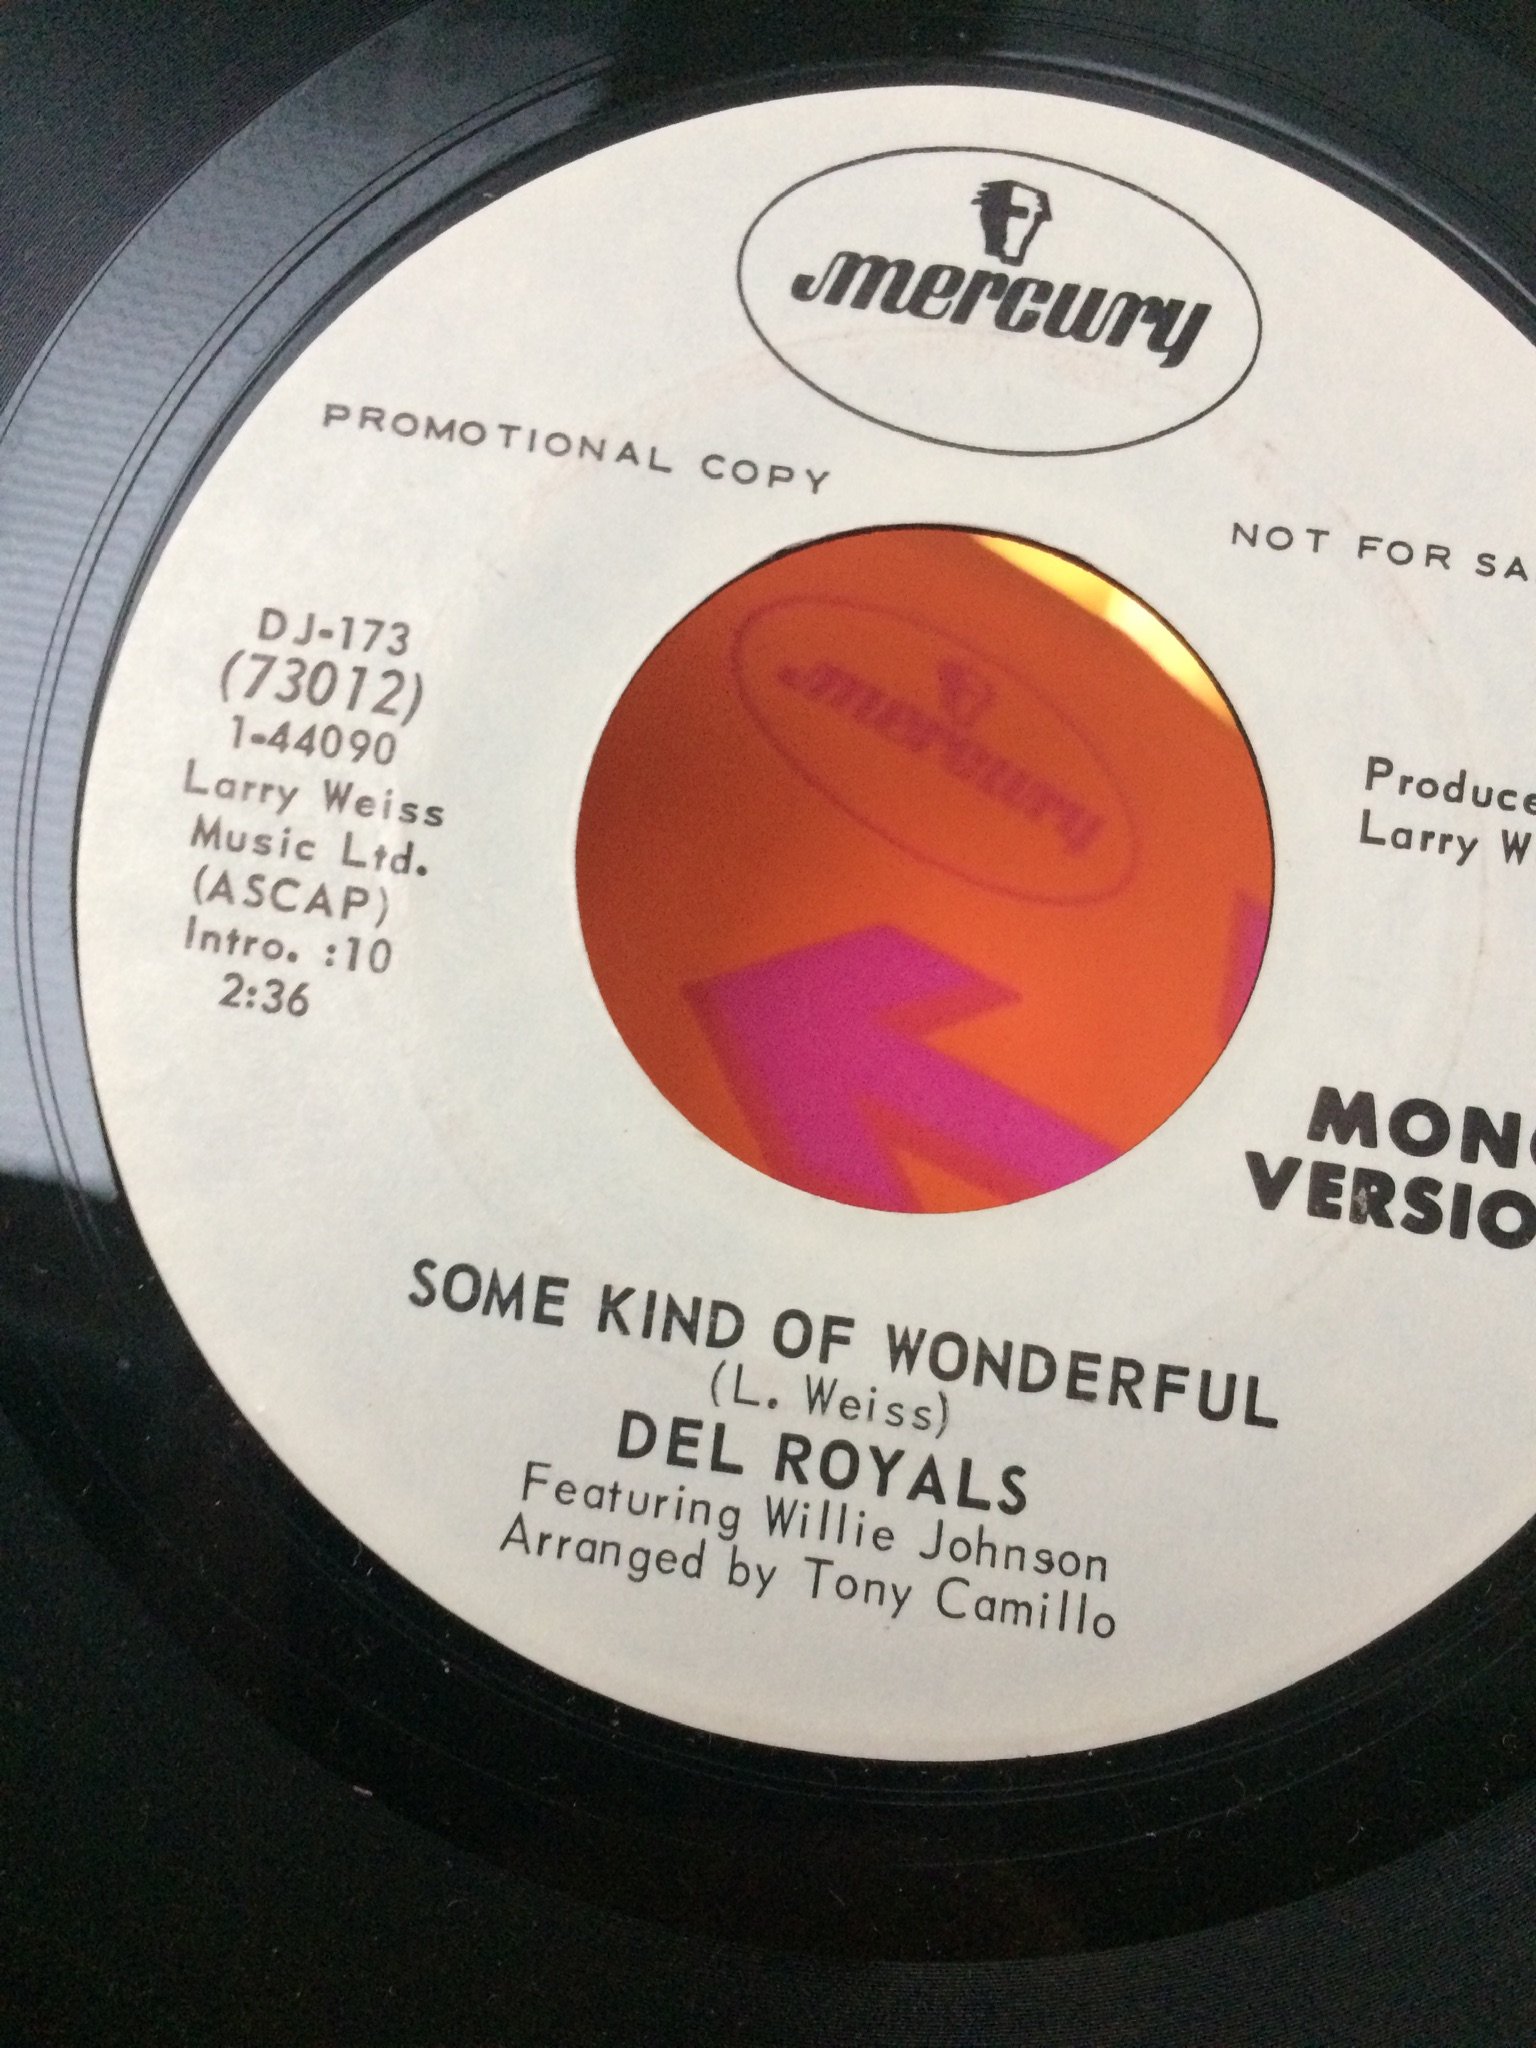 mercury
PROMOTIONAL COPY
NOT FOR SA
DJ-173
(73012)
1-44090
Larry Weiss
Music Ltd.
(ASCAP)
Intro. :10
2:36
mercury
Produce
Larry W
MONO
VERSIO
SOME KIND OF WONDERFUL
(L. Weiss)
DEL ROYALS
Featuring Willie Johnson
Arranged by Tony Camillo